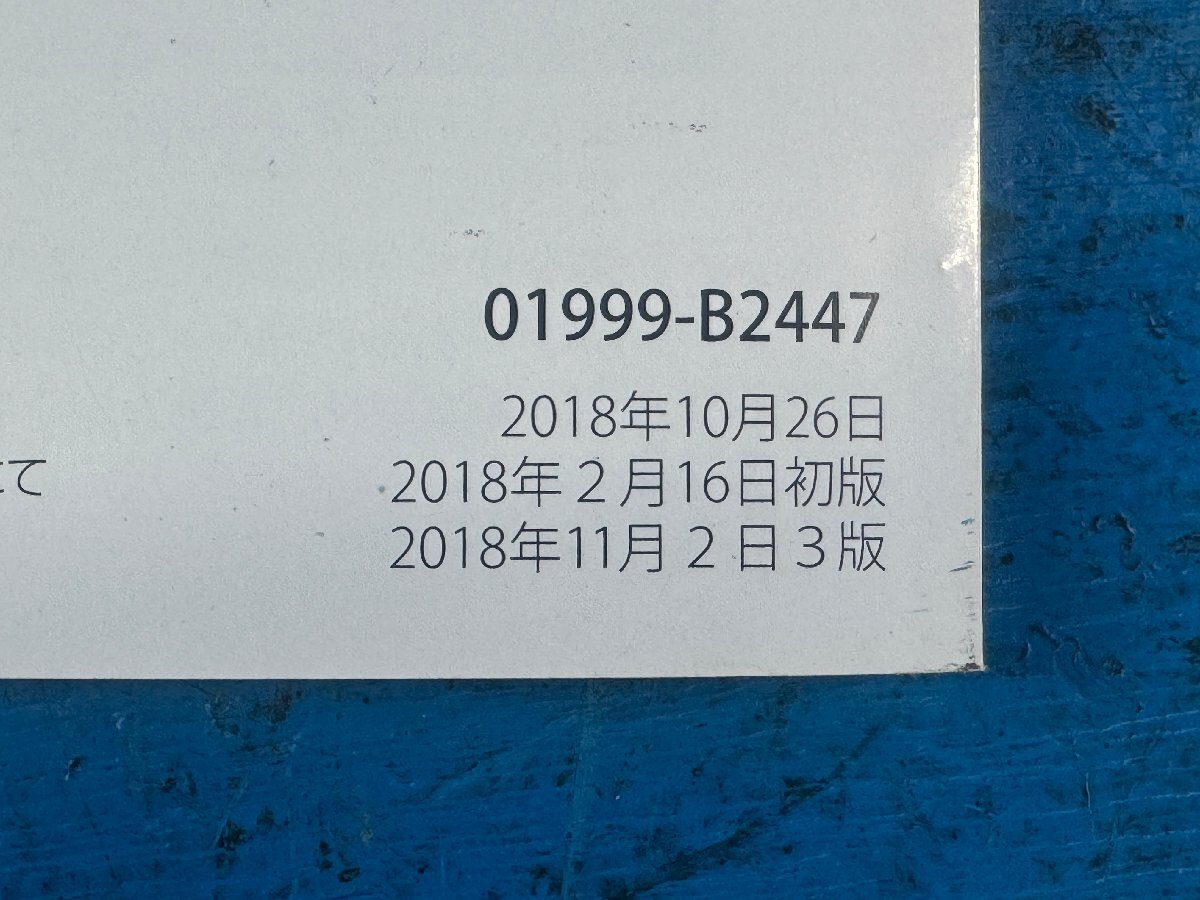 01999-B2447
2018年10月26日
て
2018年 2 月16日初版
2018年11月 2 日 3 版